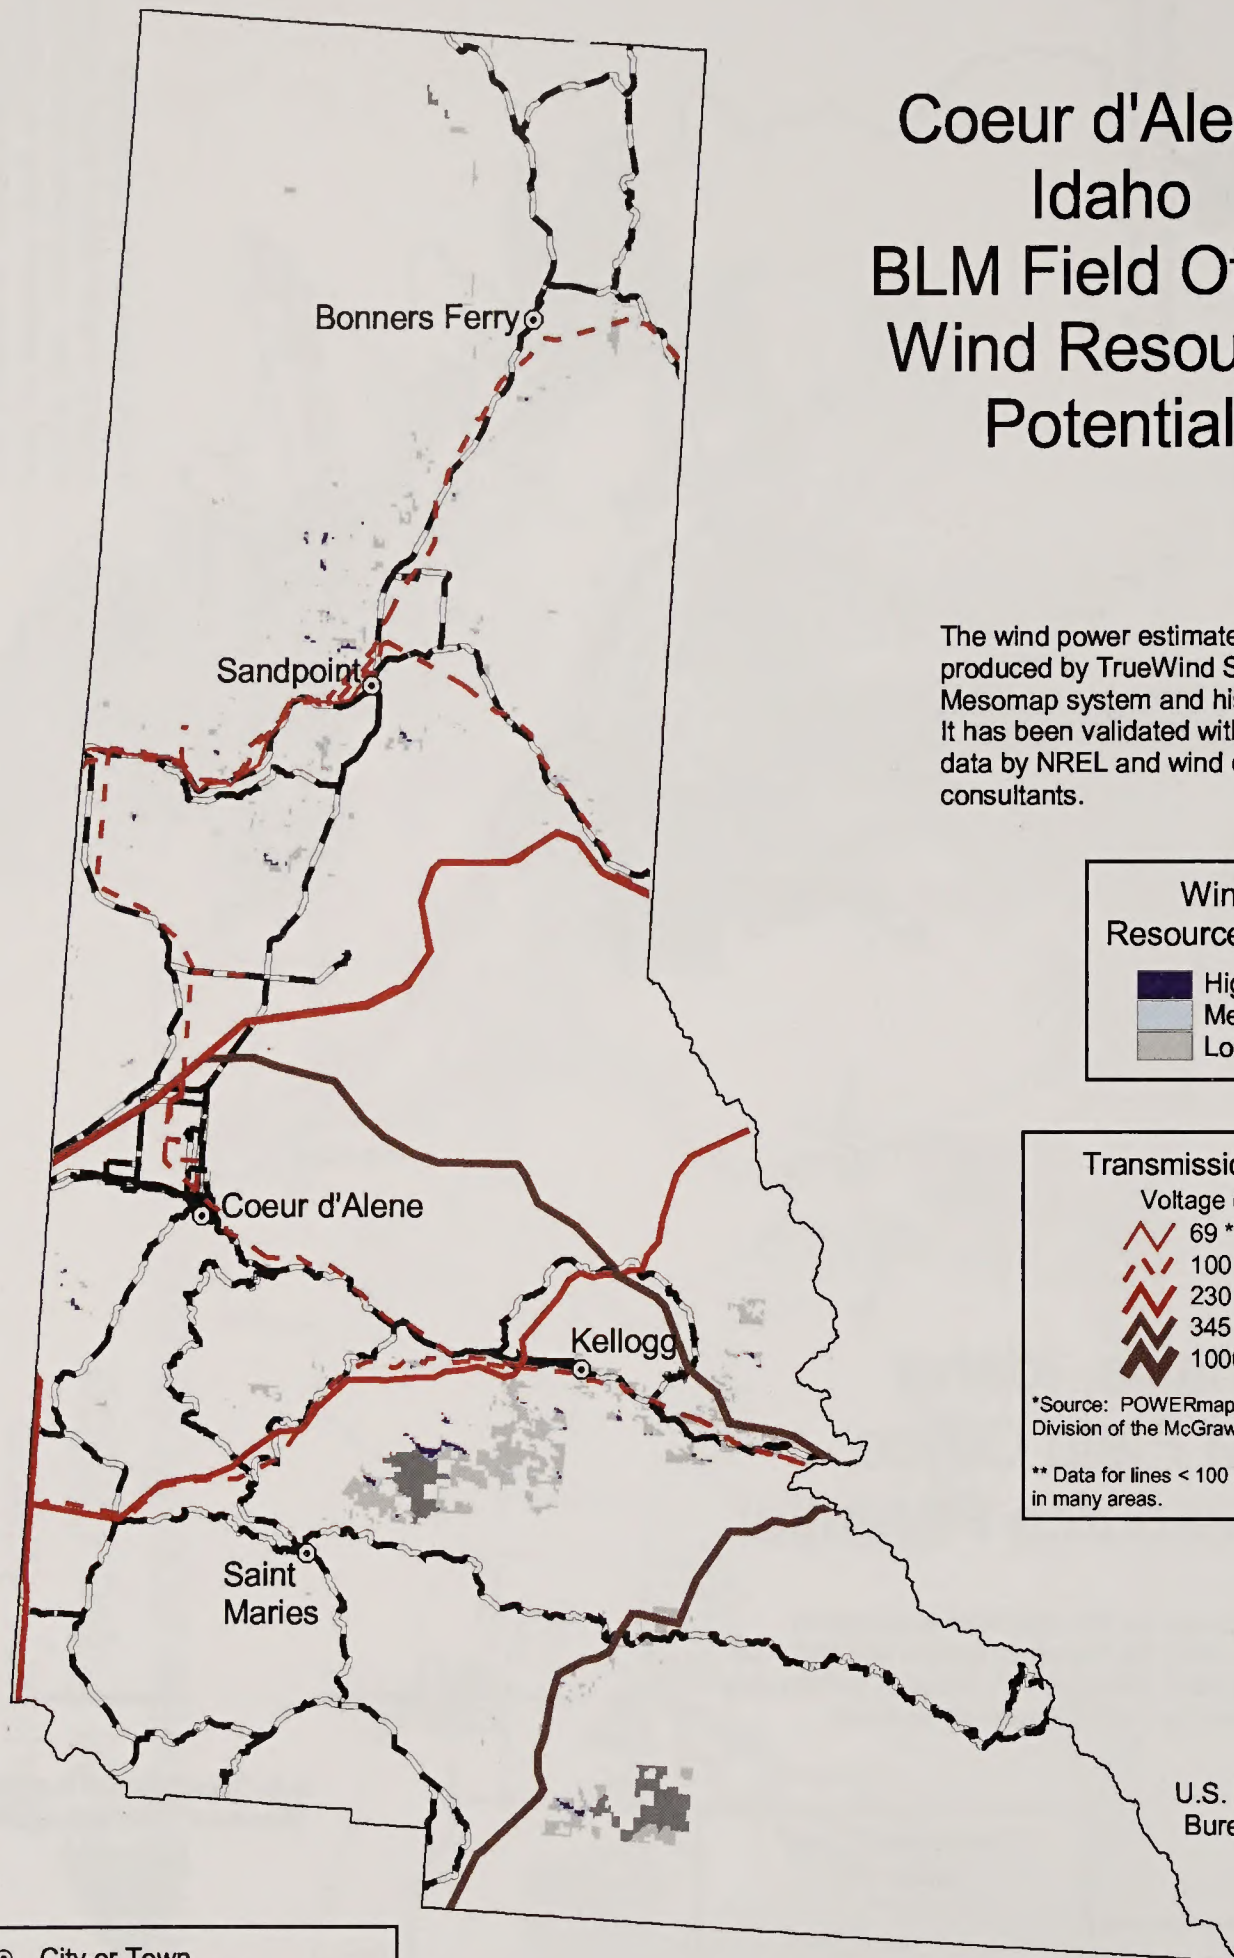 Coeur d'Ale
Idaho
BLM Field Of
Wind Resou
Potential
Bonners Ferry
Sandpoint
The wind power estimate
produced by TrueWind S
Mesomap system and his
It has been validated with
data by NREL and wind e
consultants.
Win
Resource
Hig
Me
Lo
Transmissio
Voltage
69 *
100
230
345
100
*Source: POWERmap
Division of the McGraw
** Data for lines < 100
in many areas.
Coeur d'Alene
Kellogg
Saint
Maries
U.S.
Bure
City or Town